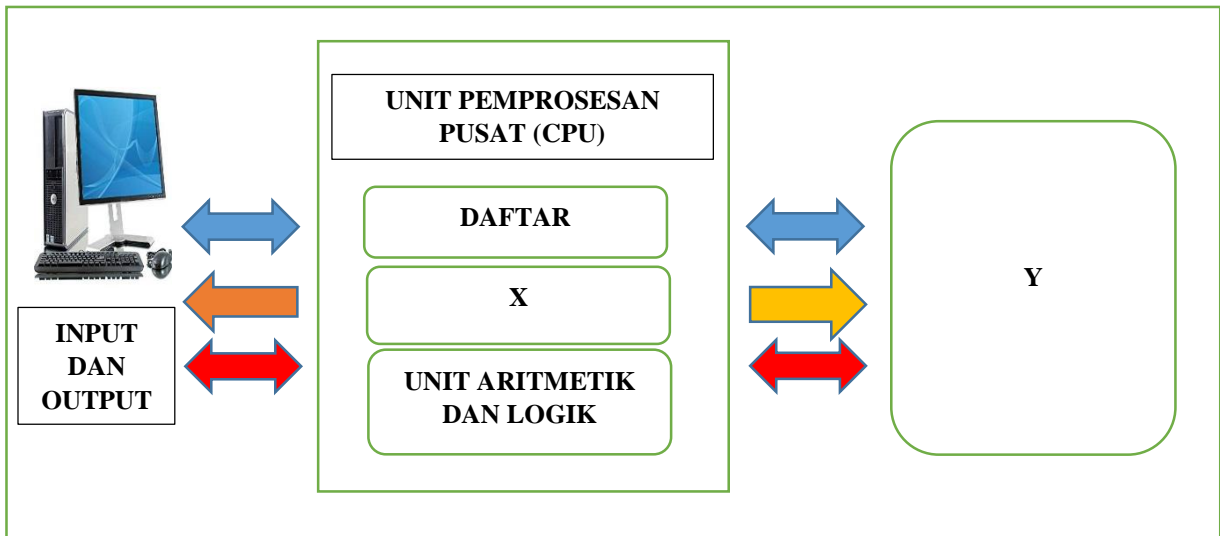 UNIT PEMPROSESAN
PUSAT (CPU)
DAFTAR
X
UNIT ARITMETIK
DAN LOGIK
INPUT
DAN
OUTPUT
Y